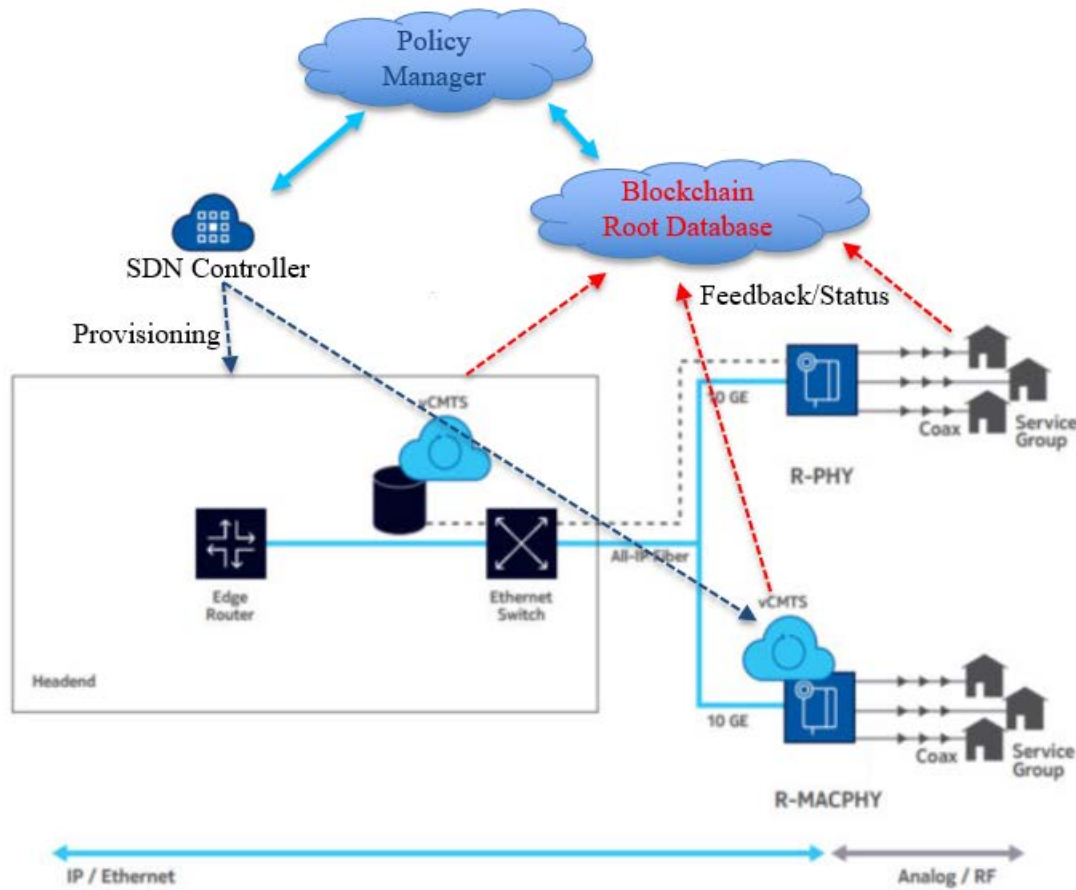 Policy
Manager
Blockchain
Root Database
SDN Controller
Feedback/Status
Provisioning
vCMTS
10 GE
Coax
Service
Group
R-PHY
All-IP Fiber
Edge
Router
Ethernet
Switch
vCMTS
Headend
10 GE
Coax
Service
Group
R-MACPHY
IP / Ethernet
Analog / RF